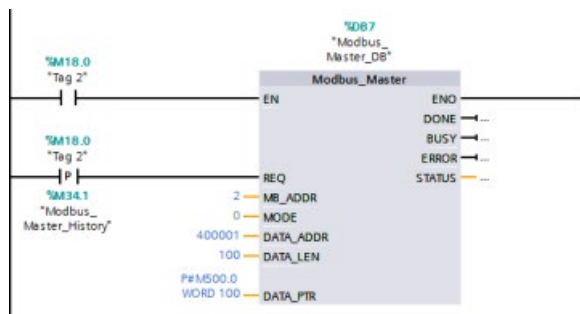 %DB7
"Modbus_
Master_DB"
%M18.0
"Tag 2"
Modbus_Master
EN
ENO
DONE
...
BUSY
...
%M18.0
"Tag 2"
ERROR
...
P
REQ
STATUS
...
%M34.1
"Modbus_
Master_History"
2
MB_ADDR
0
MODE
400001
DATA_ADDR
100
DATA_LEN
P#M500.0
WORD 100
DATA_PTR